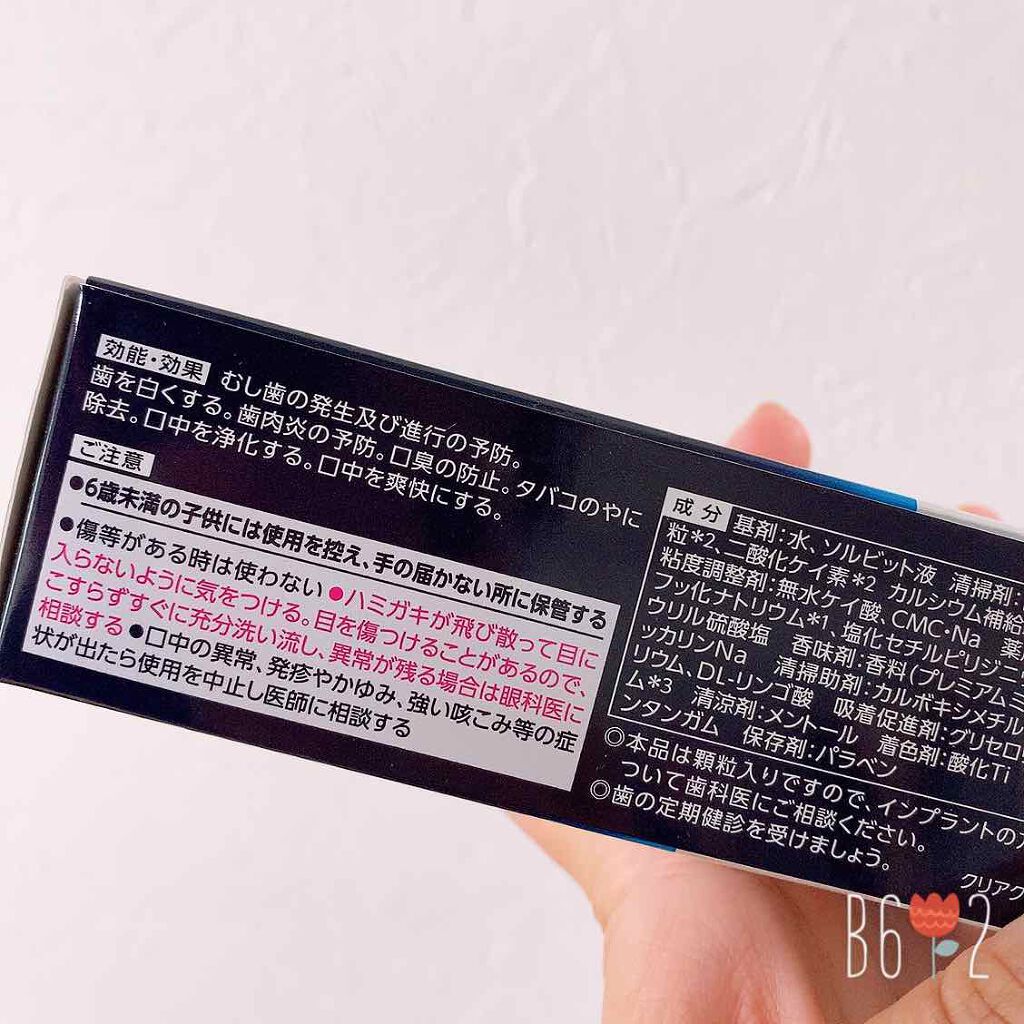 効能・効果 むし歯の発生及び進行の予防。
歯を白くする。歯肉炎の予防。口臭の防止。タバコのやに
除去。口中を浄化する。口中を爽快にする。
ご注意
●6歳未満の子供には使用を控え、手の届かない所に保管する
●傷等がある時は使わない ●ハミガキが飛び散って目に
入らないように気をつける。目を傷つけることがあるので、
こすらずすぐに充分洗い流し、異常が残る場合は眼科医に
相談する ●口中の異常、発疹やかゆみ、強い咳こみ等の症
状が出たら使用を中止し医師に相談する
成分 基剤:水、ソルビット液 清掃剤:
粒*2、二酸化ケイ素*2 カルシウム補給
粘度調整剤:無水ケイ酸、CMC・Na 薬
フッ化ナトリウム*1、塩化セチルピリジニ
ウリル硫酸塩 香味剤:香料(プレミアムミ
ッカリンNa 清掃助剤:カルボキシメチル
リウム、DL-リンゴ酸 吸着促進剤:グリセロ
ム*3 清涼剤:メントール 着色剤:酸化Ti
ンタンガム 保存剤:パラベン
◎本品は顆粒入りですので、インプラントの方
ついて歯科医にご相談ください。
◎歯の定期健診を受けましょう。
クリアク
B612